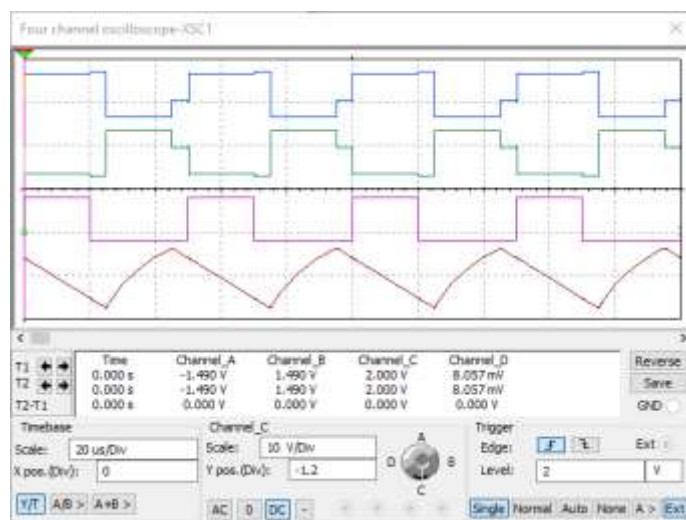 Four channel oscilloscope-XSC1
Time Channel_A Channel_B Channel_C Channel_D
T1 0.000 s -1.490 V 1.490 V 2.000 V 8.057 mV
T2 0.000 s -1.490 V 1.490 V 2.000 V 8.057 mV
T2-T1 0.000 s 0.000 V 0.000 V 0.000 V 0.000 V
Reverse
Save
GND
Timebase
Scale: 20 us/Div
X pos.(Div): 0
Y/T A/B > A+B >
Channel_C
Scale: 10 V/Div
Y pos.(Div): -1.2
AC 0 DC -
A
D B
C
Trigger
Edge: Ext
Level: 2 V
Single Normal Auto None A > Ext